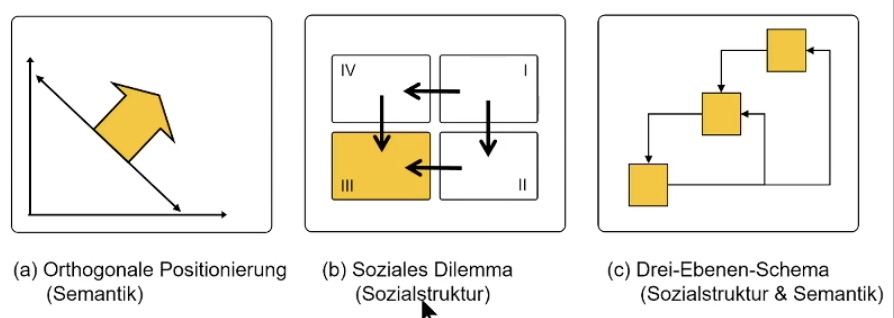 IV
I
III
II
(a) Orthogonale Positionierung
(Semantik)
(b) Soziales Dilemma
(Sozialstruktur)
(c) Drei-Ebenen-Schema
(Sozialstruktur & Semantik)